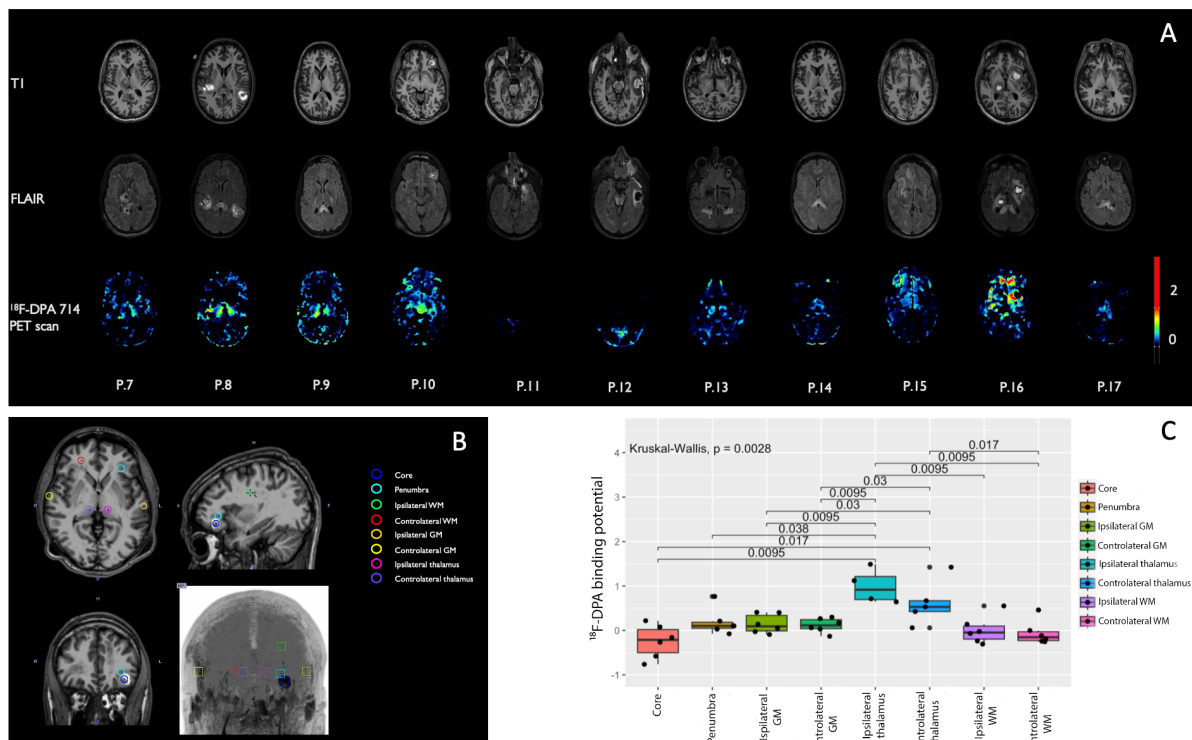 A
T1
FLAIR
¹⁸F-DPA 714
PET scan
2
0
P.7 P.8 P.9 P.10 P.11 P.12 P.13 P.14 P.15 P.16 P.17
B
Core
Penumbra
Ipsilateral WM
Controlateral WM
Ipsilateral GM
Controlateral GM
Ipsilateral thalamus
Controlateral thalamus
C
Kruskal-Wallis, p = 0.0028
0.017
0.0095
0.0095
0.03
0.0095
0.03
0.0095
0.038
0.017
0.0095
¹⁸F-DPA binding potential
4
3
2
1
0
-1
Core
Penumbra
Ispilateral
GM
ontrolateral
GM
Ipsilateral
thalamus
ontrolateral
thalamus
Ipsilateral
WM
ontrolateral
WM
Core
Penumbra
Ipsilateral GM
Controlateral GM
Ipsilateral thalamus
Controlateral thalamus
Ipsilateral WM
Controlateral WM